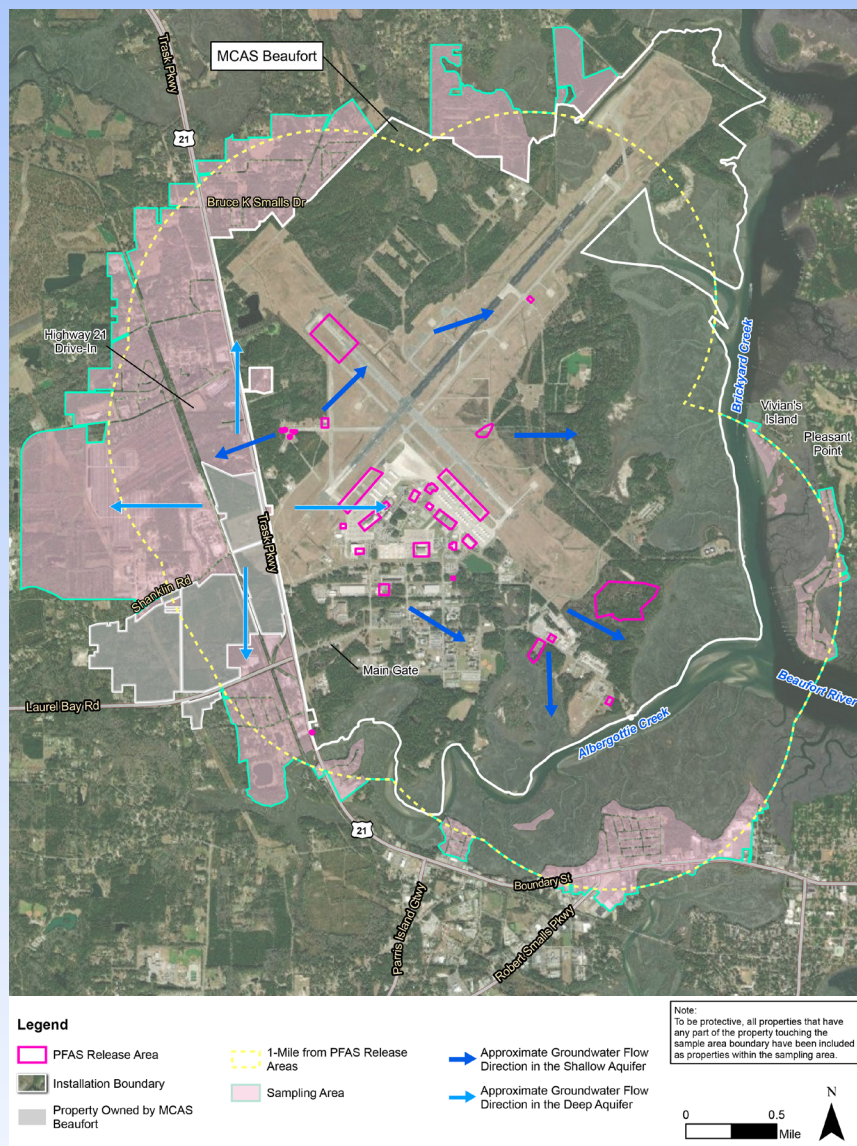 MCAS Beaufort
Trask Pkwy
21
Bruce K Smalls Dr
Highway 21
Drive-In
Brickyard Creek
Vivian's
Island
Pleasant
Point
Trask Pkwy
Shanklin Rd
Main Gate
Laurel Bay Rd
Beaufort River
Albergottie Creek
21
Boundary St
Parris Island Gtwy
Robert Smalls Pkwy
Legend
PFAS Release Area
Installation Boundary
Property Owned by MCAS
Beaufort
1-Mile from PFAS Release
Areas
Sampling Area
Approximate Groundwater Flow
Direction in the Shallow Aquifer
Approximate Groundwater Flow
Direction in the Deep Aquifer
Note:
To be protective, all properties that have
any part of the property touching the
sample area boundary have been included
as properties within the sampling area.
N
0 0.5
Mile